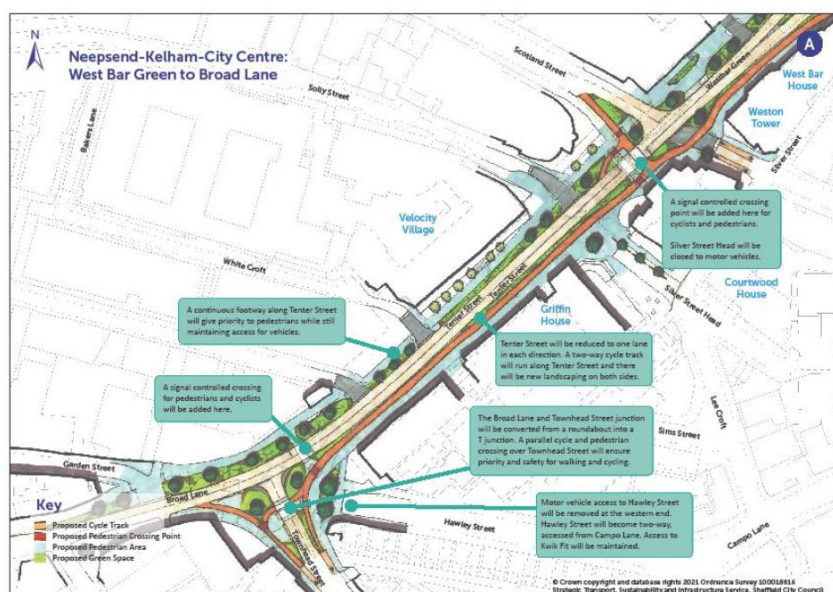 N
Neepsend-Kelham-City Centre:
West Bar Green to Broad Lane
A
Scotland Street
Westbar Green
West Bar
House
Weston
Tower
Silver Street
Solly Street
Bakers Lane
Velocity
Village
White Croft
A signal controlled crossing
point will be added here for
cyclists and pedestrians.
Silver Street Head will be
closed to motor vehicles.
Courtwood
House
Silver Street Head
Griffin
House
Tenter Street
Tenter Street
A continuous footway along Tenter Street
will give priority to pedestrians while still
maintaining access for vehicles.
Tenter Street will be reduced to one lane
in each direction. A two-way cycle track
will run along Tenter Street and there
will be new landscaping on both sides.
A signal controlled crossing
for pedestrians and cyclists
will be added here.
The Broad Lane and Townhead Street junction
will be converted from a roundabout into a
T junction. A parallel cycle and pedestrian
crossing over Townhead Street will ensure
priority and safety for walking and cycling.
Lee Croft
Sims Street
Garden Street
Broad Lane
Townhead Street
Hawley Street
Campo Lane
Motor vehicle access to Hawley Street
will be removed at the western end.
Hawley Street will become two-way,
accessed from Campo Lane. Access to
Kwik Fit will be maintained.
Key
Proposed Cycle Track
Proposed Pedestrian Crossing Point
Proposed Pedestrian Area
Proposed Green Space
© Crown copyright and database rights 2021 Ordnance Survey 100018816
Strategic Transport, Sustainability and Infrastructure Service, Sheffield City Council